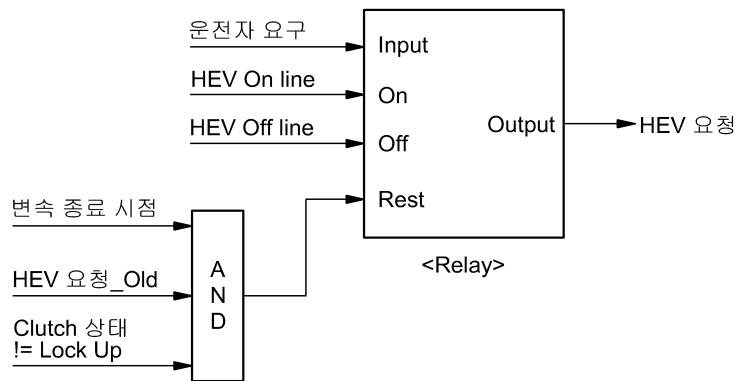 운전자 요구
Input
HEV On line
On
HEV Off line
Off
Output
HEV 요청
Rest
<Relay>
변속 종료 시점
HEV 요청_Old
Clutch 상태
!= Lock Up
A
N
D